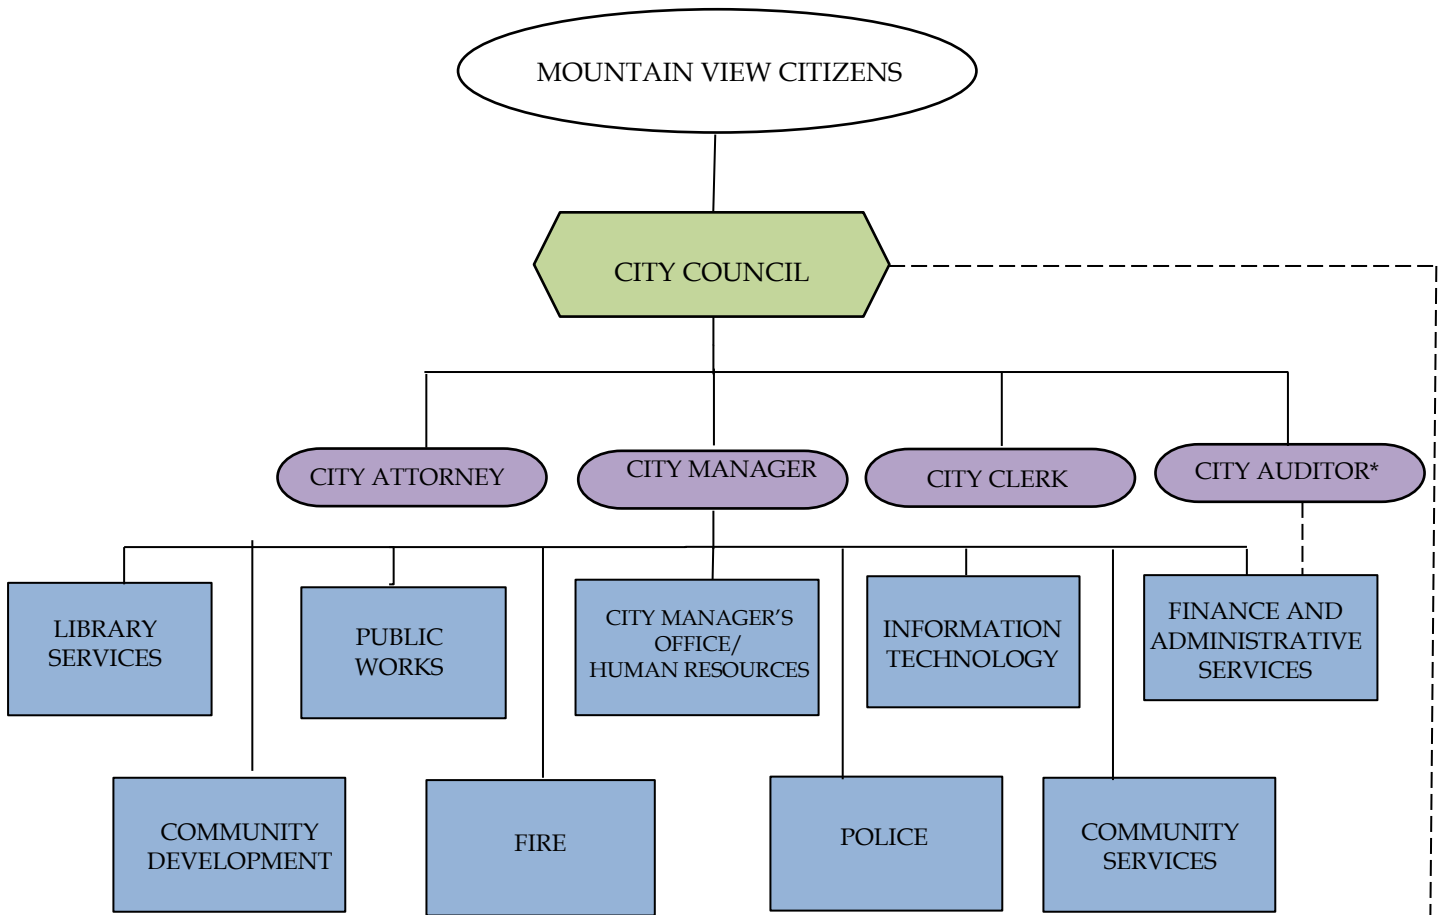 MOUNTAIN VIEW CITIZENS
CITY COUNCIL
CITY ATTORNEY
CITY MANAGER
CITY CLERK
CITY AUDITOR*
LIBRARY
SERVICES
PUBLIC
WORKS
CITY MANAGER’S
OFFICE/
HUMAN RESOURCES
INFORMATION
TECHNOLOGY
FINANCE AND
ADMINISTRATIVE
SERVICES
COMMUNITY
DEVELOPMENT
FIRE
POLICE
COMMUNITY
SERVICES